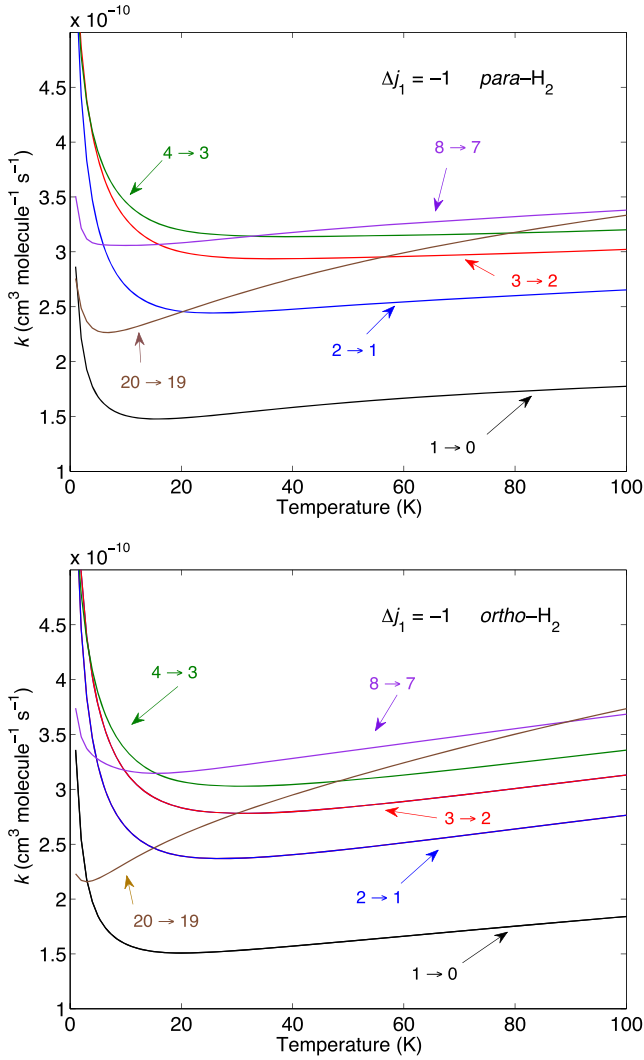 x 10⁻¹⁰
Δj₁ = −1 para−H₂
4.5
4
3.5
3
2.5
2
1.5
1
k (cm³ molecule⁻¹ s⁻¹)
4 → 3
8 → 7
3 → 2
2 → 1
20 → 19
1 → 0
0 20 40 60 80 100
Temperature (K)
x 10⁻¹⁰
Δj₁ = −1 ortho−H₂
4.5
4
3.5
3
2.5
2
1.5
1
k (cm³ molecule⁻¹ s⁻¹)
4 → 3
8 → 7
3 → 2
2 → 1
20 → 19
1 → 0
0 20 40 60 80 100
Temperature (K)